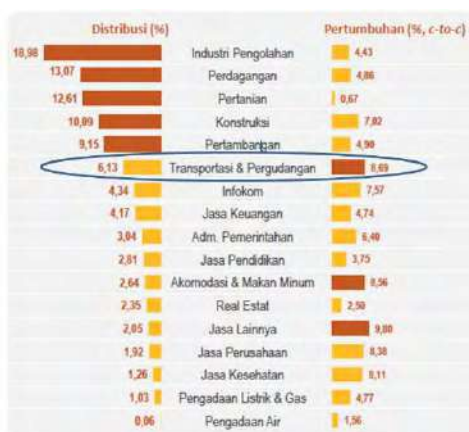 Distribusi (%) Pertumbuhan (%, c-to-c)
18,98 Industri Pengolahan 4,43
13,07 Perdagangan 4,86
12,61 Pertanian 0,67
10,09 Konstruksi 7,02
9,15 Pertambangan 4,90
6,13 Transportasi & Pergudangan 8,69
4,34 Infokom 7,57
4,17 Jasa Keuangan 4,74
3,04 Adm. Pemerintahan 6,40
2,81 Jasa Pendidikan 3,75
2,64 Akomodasi & Makan Minum 8,56
2,35 Real Estat 2,50
2,05 Jasa Lainnya 9,80
1,92 Jasa Perusahaan 8,38
1,26 Jasa Kesehatan 8,11
1,03 Pengadaan Listrik & Gas 4,77
0,06 Pengadaan Air 1,56